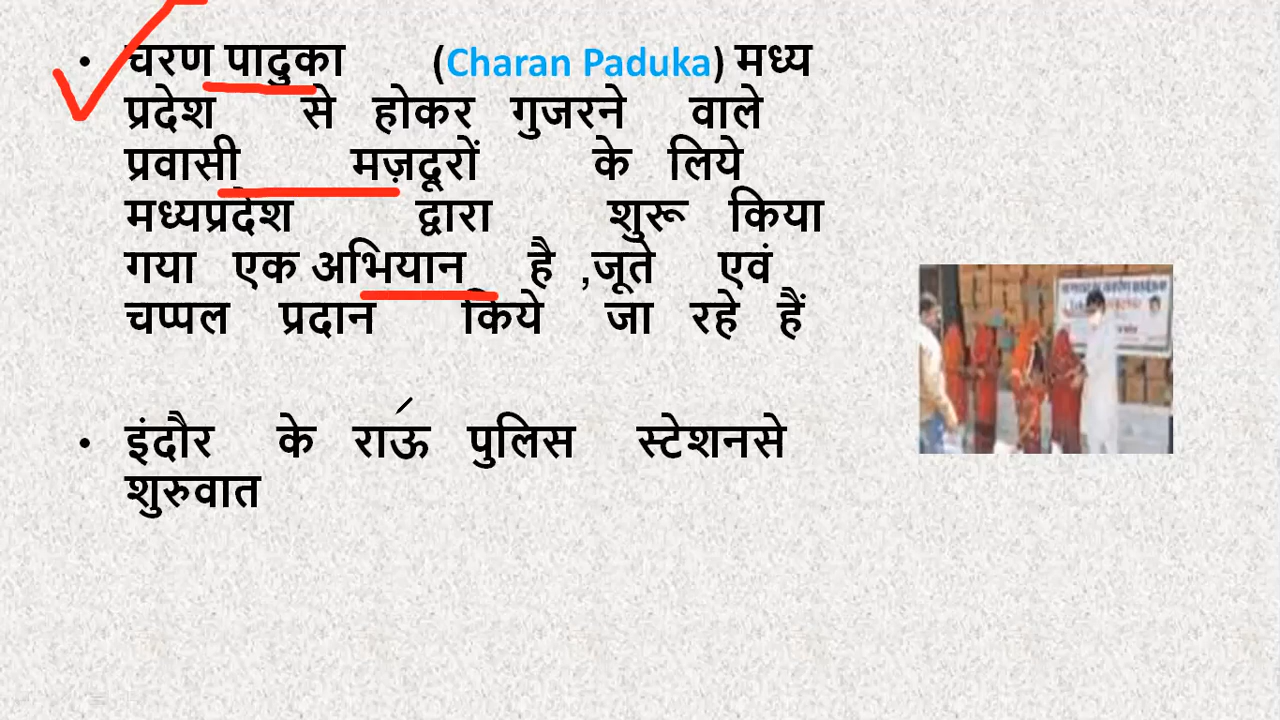 • चरण पादुका (Charan Paduka) मध्य
प्रदेश से होकर गुजरने वाले
प्रवासी मज़दूरों के लिये
मध्यप्रदेश द्वारा शुरू किया
गया एक अभियान है ,जूते एवं
चप्पल प्रदान किये जा रहे हैं
• इंदौर के राऊ पुलिस स्टेशनसे
शुरुवात